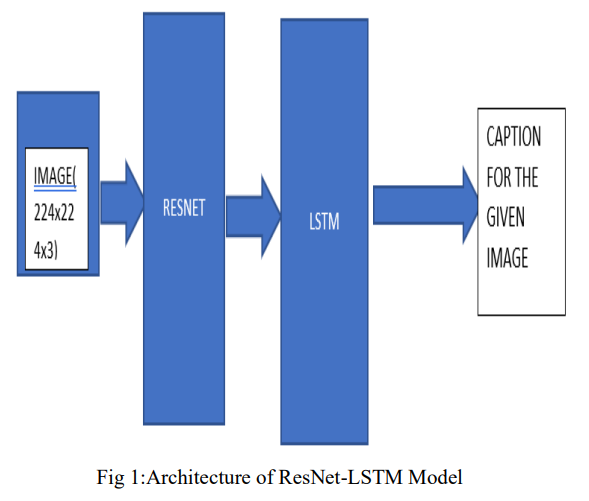 IMAGE(
224x22
4x3)
RESNET
LSTM
CAPTION
FOR THE
GIVEN
IMAGE
Fig 1:Architecture of ResNet-LSTM Model